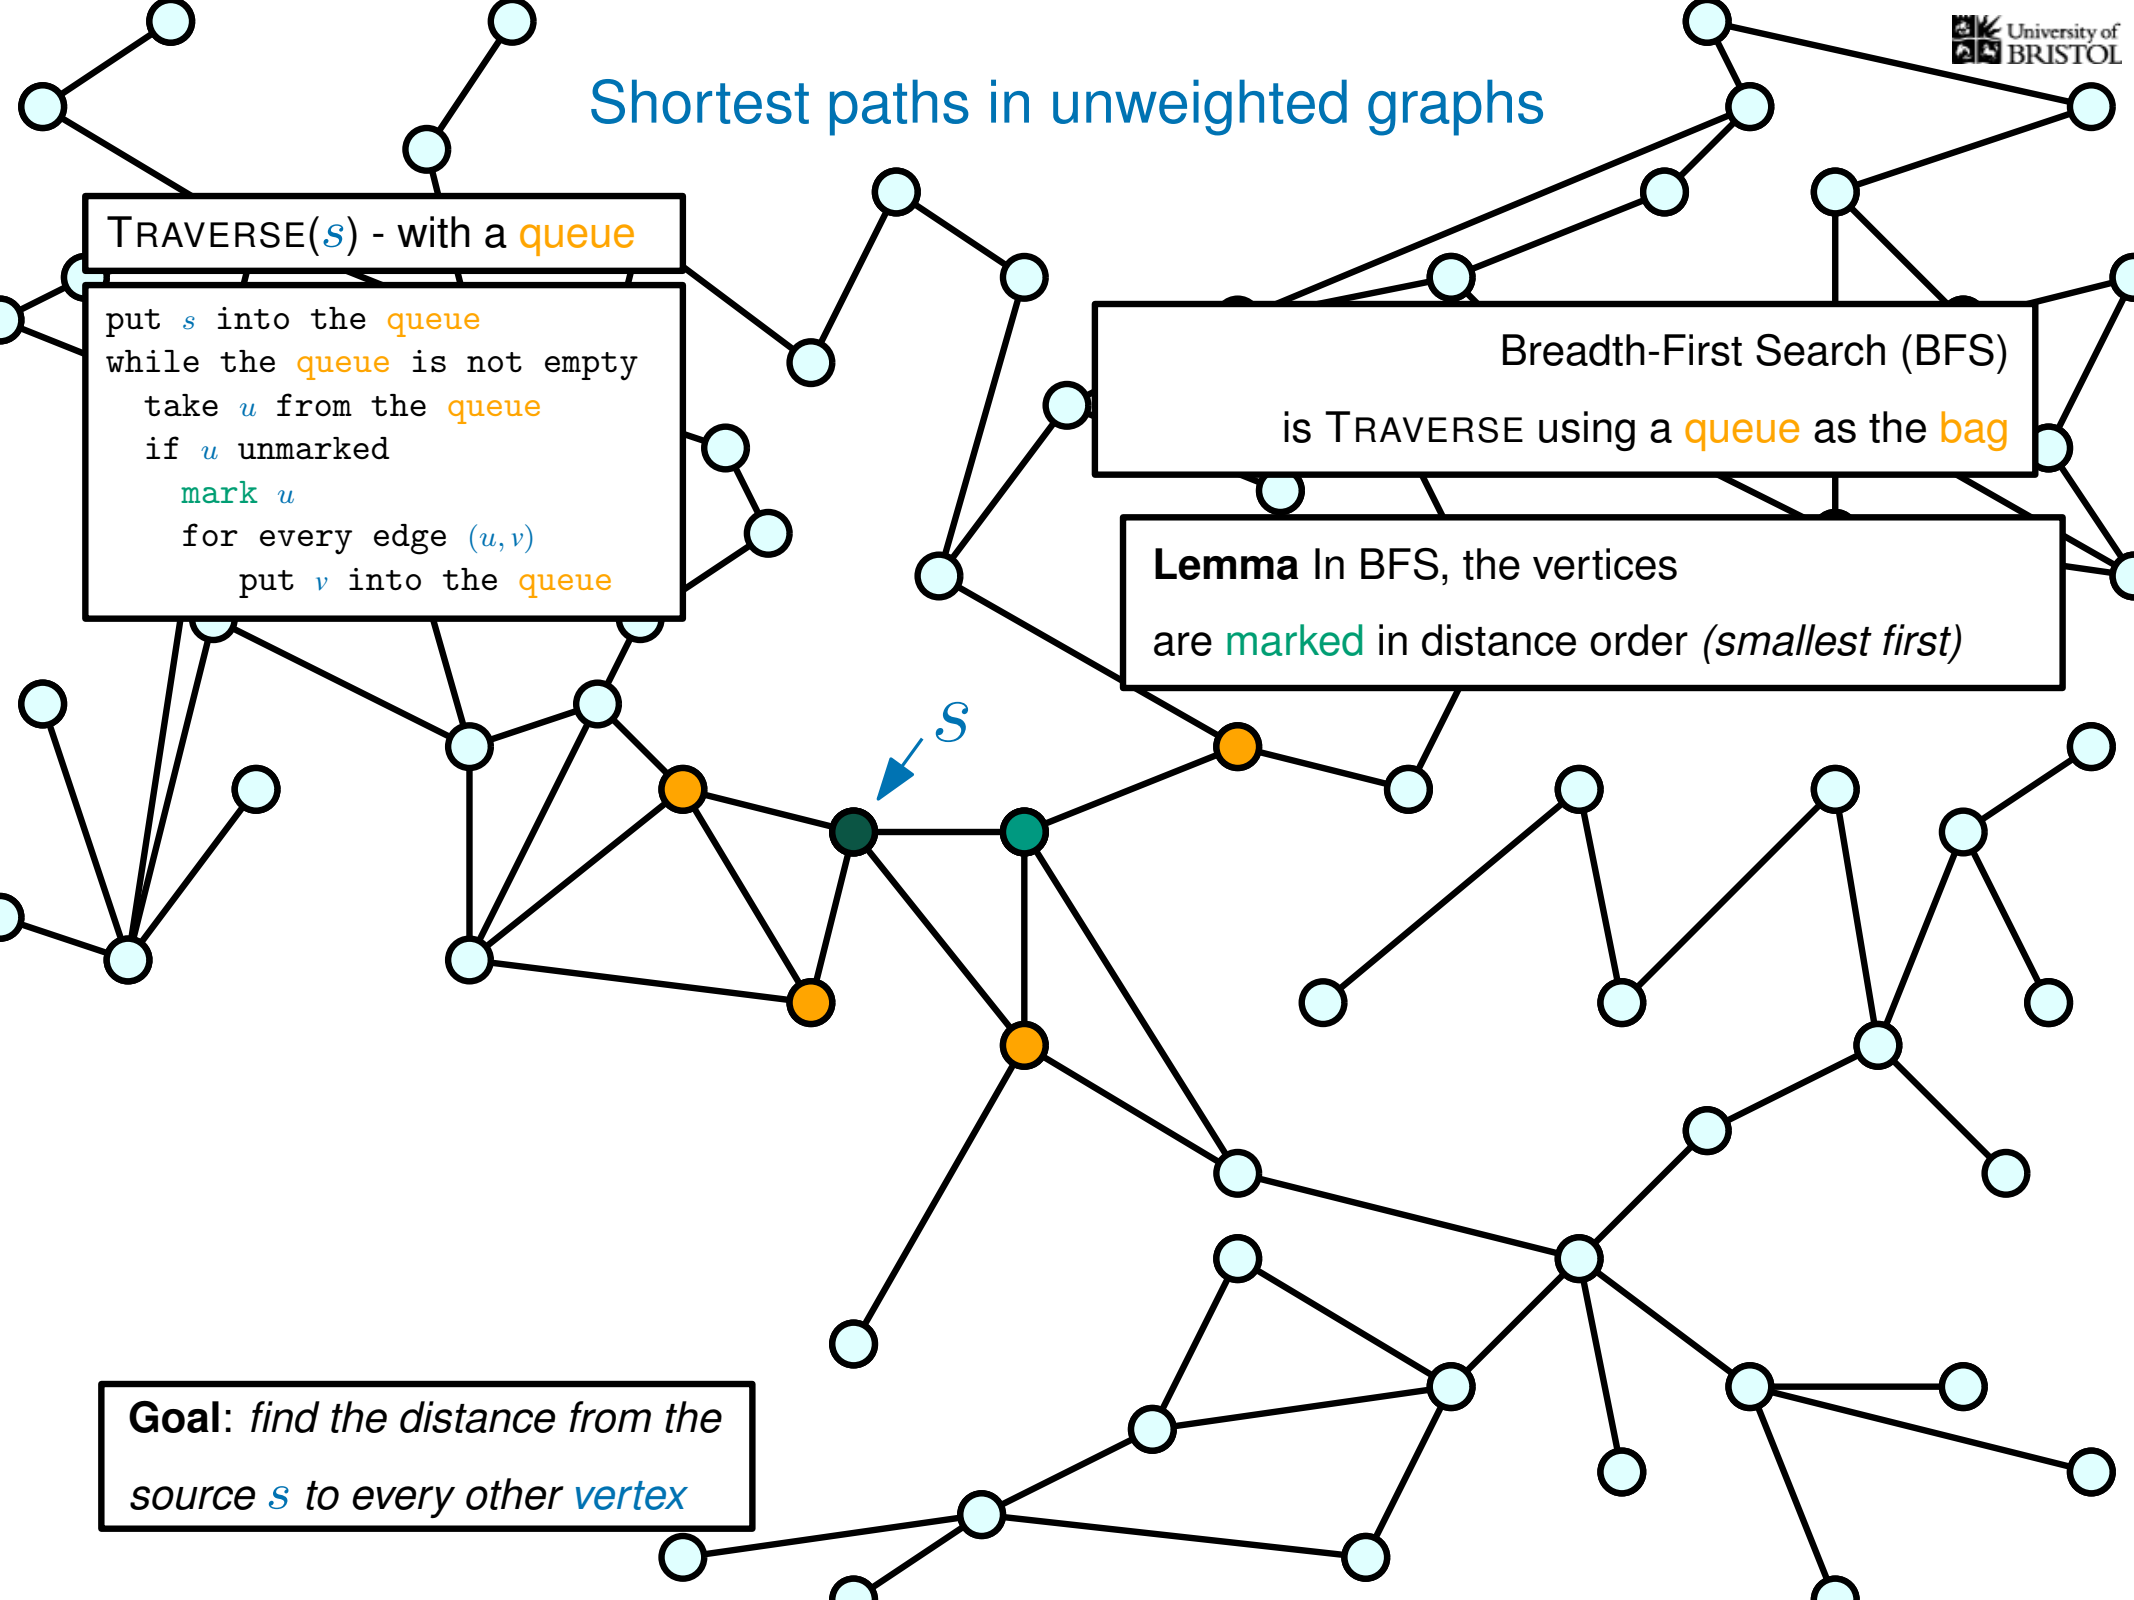 University of
BRISTOL
Shortest paths in unweighted graphs
TRAVERSE(s) - with a queue
put s into the queue
while the queue is not empty
take u from the queue
if u unmarked
mark u
for every edge (u, v)
put v into the queue
Breadth-First Search (BFS)
is TRAVERSE using a queue as the bag
Lemma In BFS, the vertices
are marked in distance order (smallest first)
s
Goal: find the distance from the
source s to every other vertex